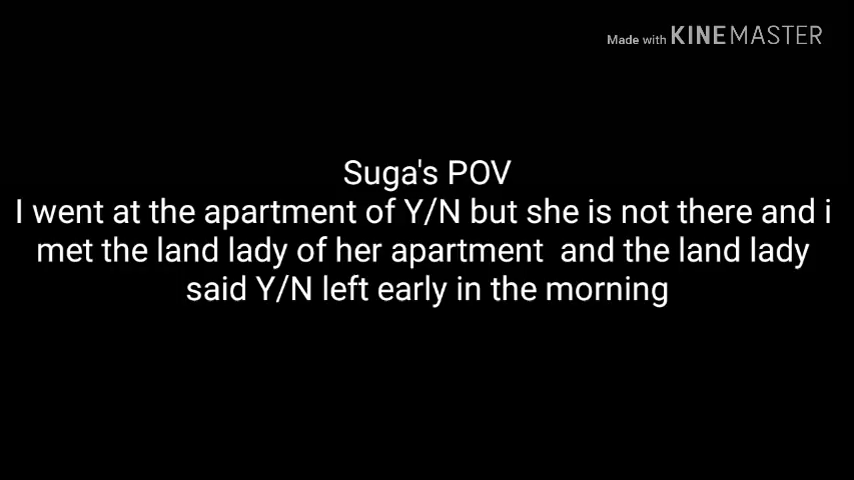 Made with KINEMASTER
Suga's POV
I went at the apartment of Y/N but she is not there and i
met the land lady of her apartment  and the land lady
said Y/N left early in the morning